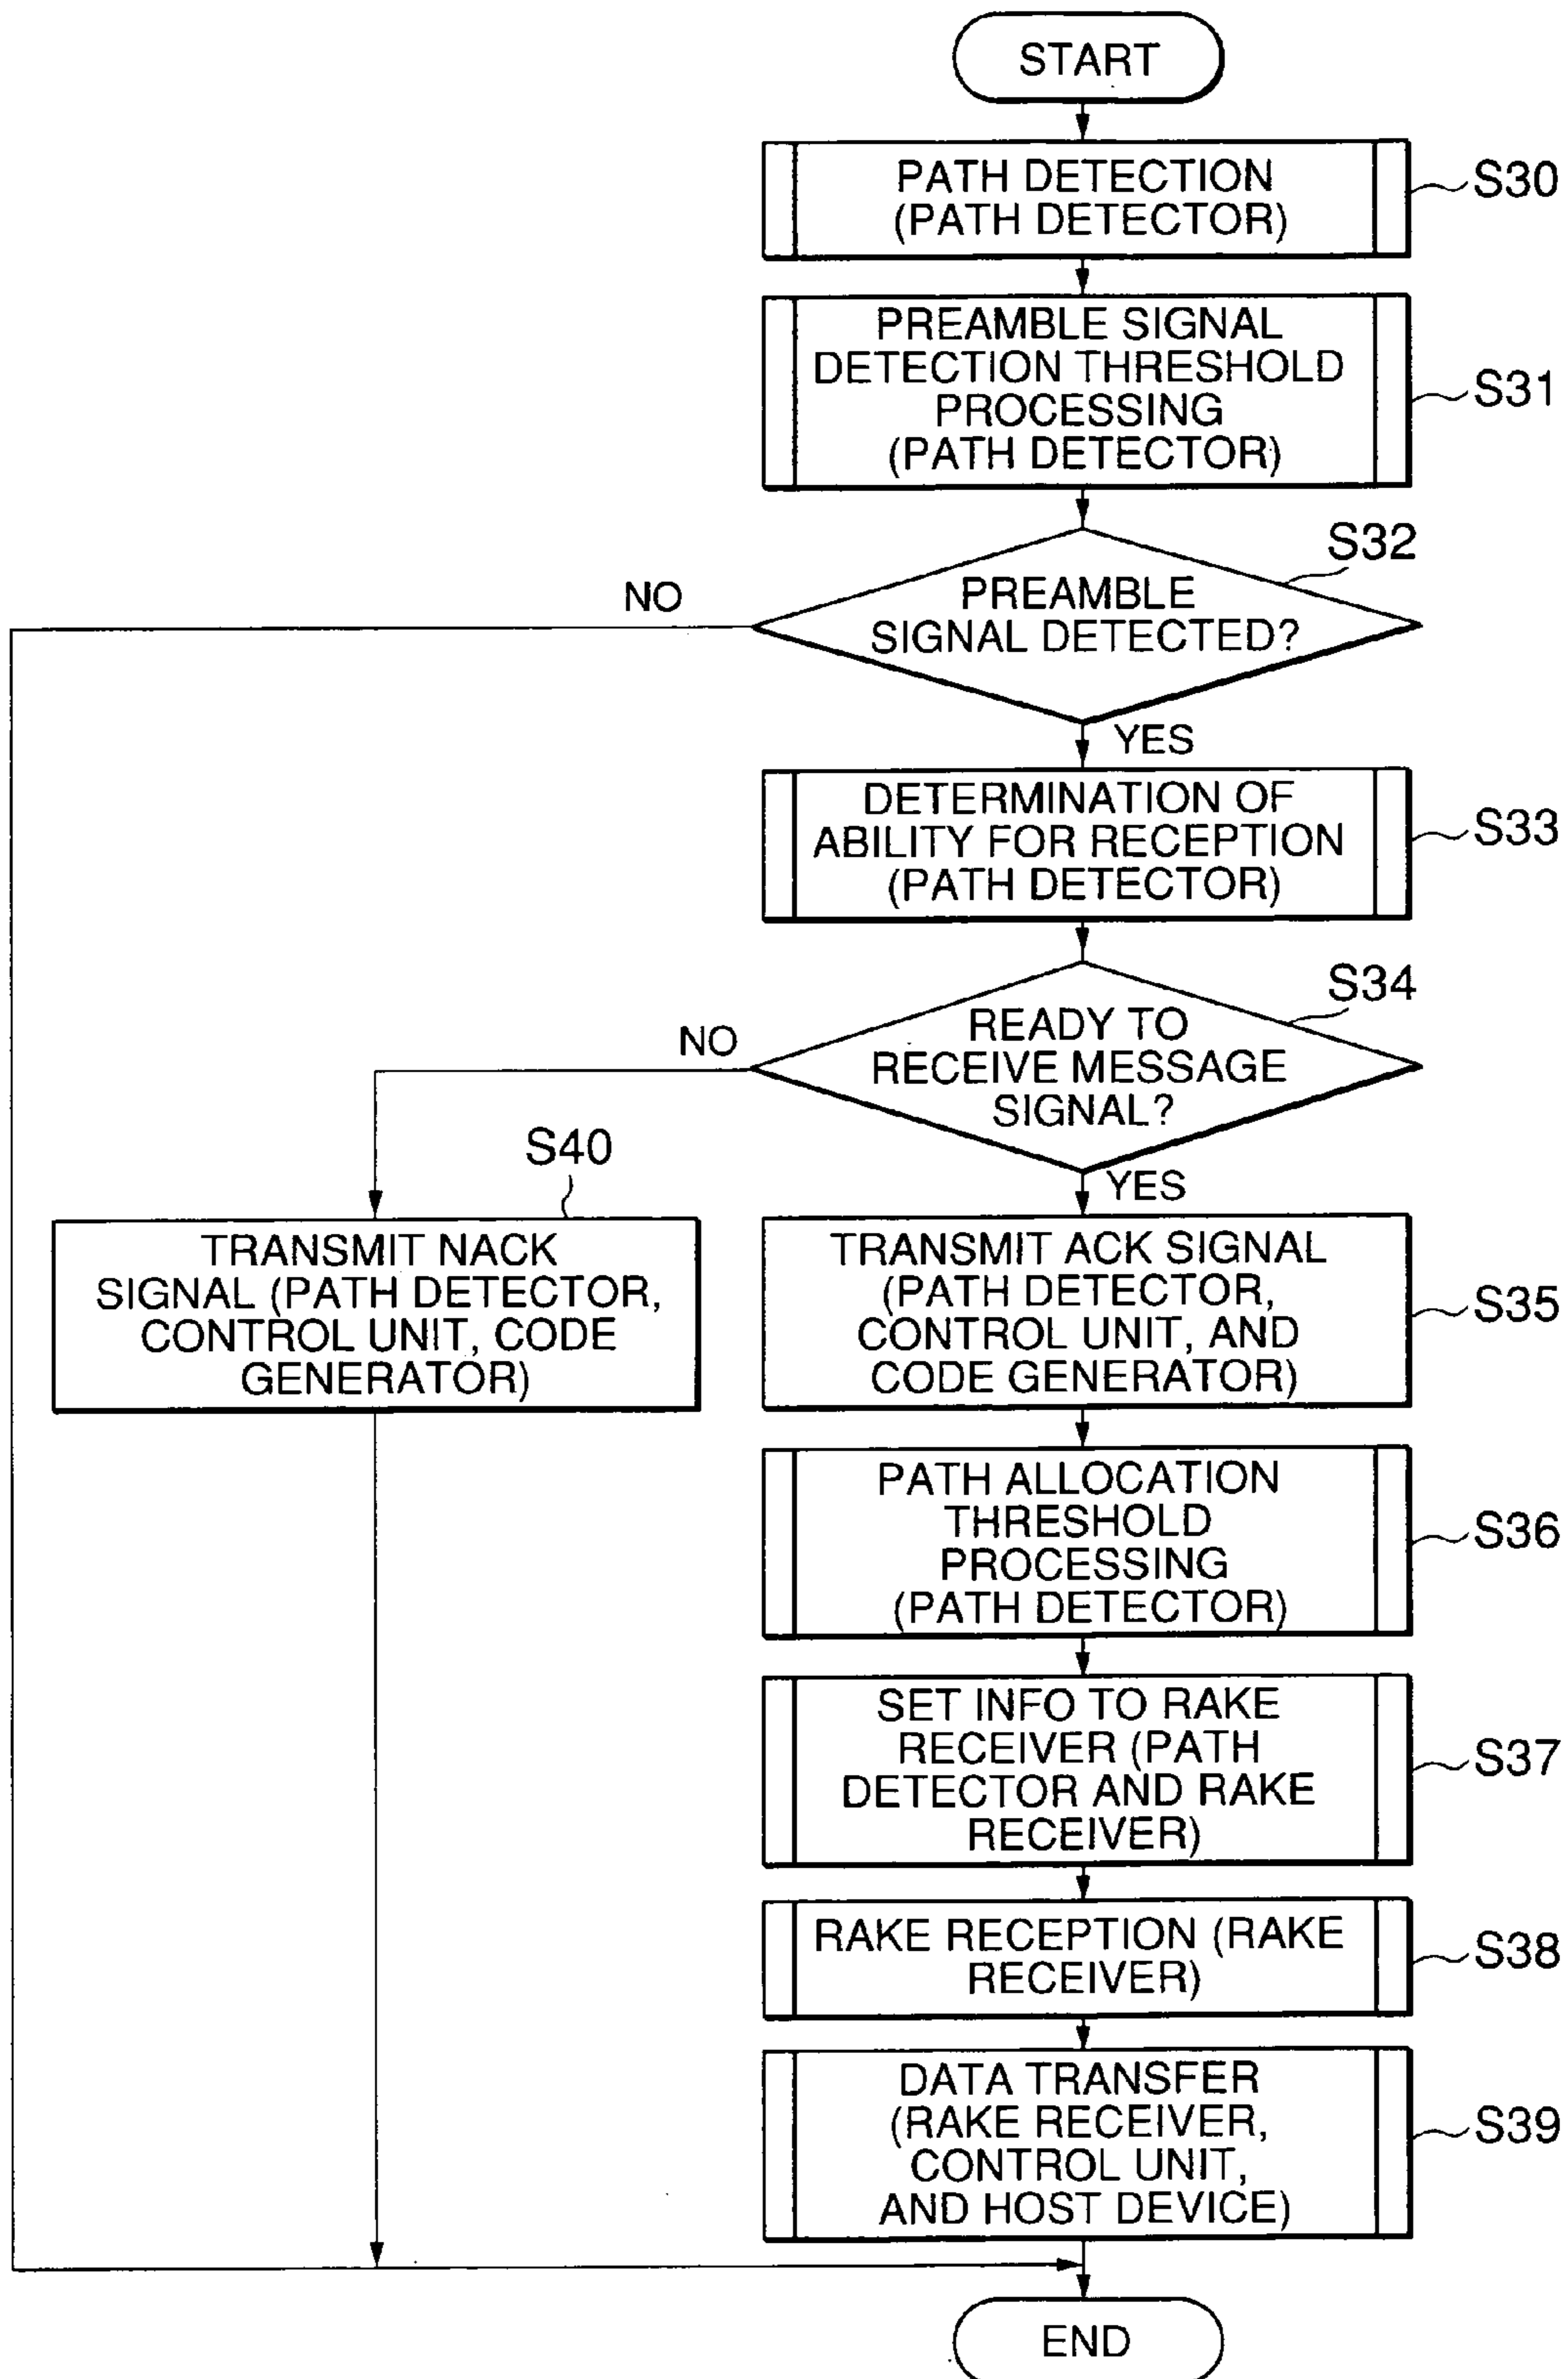 START
PATH DETECTION
(PATH DETECTOR)
S30
PREAMBLE SIGNAL
DETECTION THRESHOLD
PROCESSING
(PATH DETECTOR)
S31
S32
NO
PREAMBLE
SIGNAL DETECTED?
YES
DETERMINATION OF
ABILITY FOR RECEPTION
(PATH DETECTOR)
S33
S34
NO
READY TO
RECEIVE MESSAGE
SIGNAL?
YES
S40
TRANSMIT NACK
SIGNAL (PATH DETECTOR,
CONTROL UNIT, CODE
GENERATOR)
TRANSMIT ACK SIGNAL
(PATH DETECTOR,
CONTROL UNIT, AND
CODE GENERATOR)
S35
PATH ALLOCATION
THRESHOLD
PROCESSING
(PATH DETECTOR)
S36
SET INFO TO RAKE
RECEIVER (PATH
DETECTOR AND RAKE
RECEIVER)
S37
RAKE RECEPTION (RAKE
RECEIVER)
S38
DATA TRANSFER
(RAKE RECEIVER,
CONTROL UNIT,
AND HOST DEVICE)
S39
END